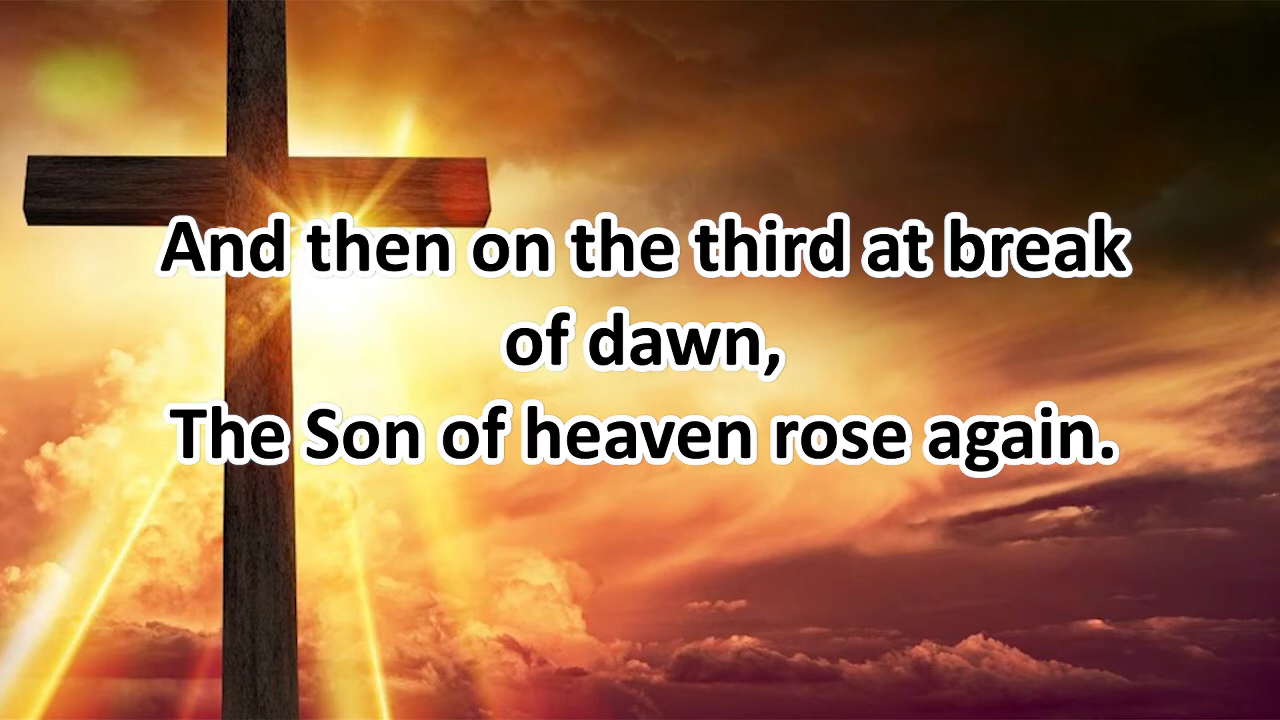 And then on the third at break
of dawn,
The Son of heaven rose again.